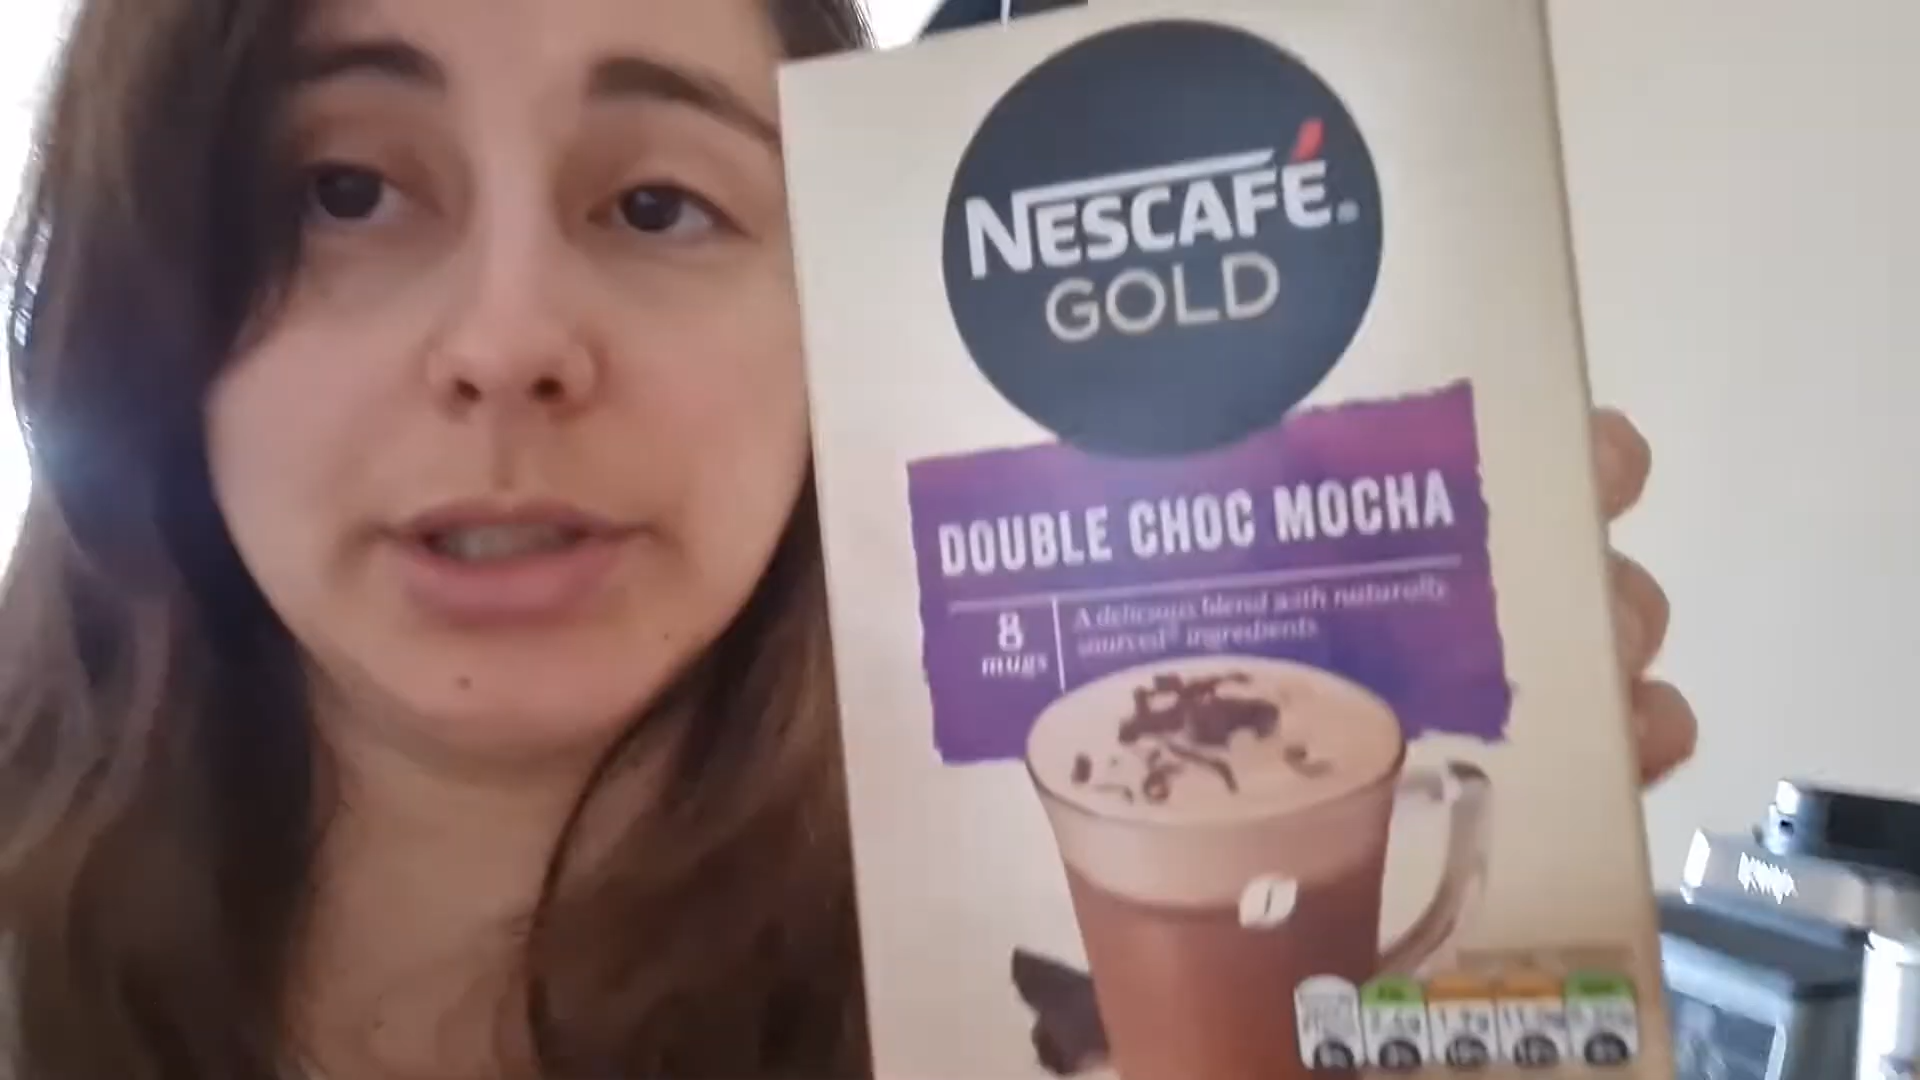 NESCAFÉ.
GOLD
DOUBLE CHOC MOCHA
8
mugs
A delicious blend with naturally
sourced ingredients